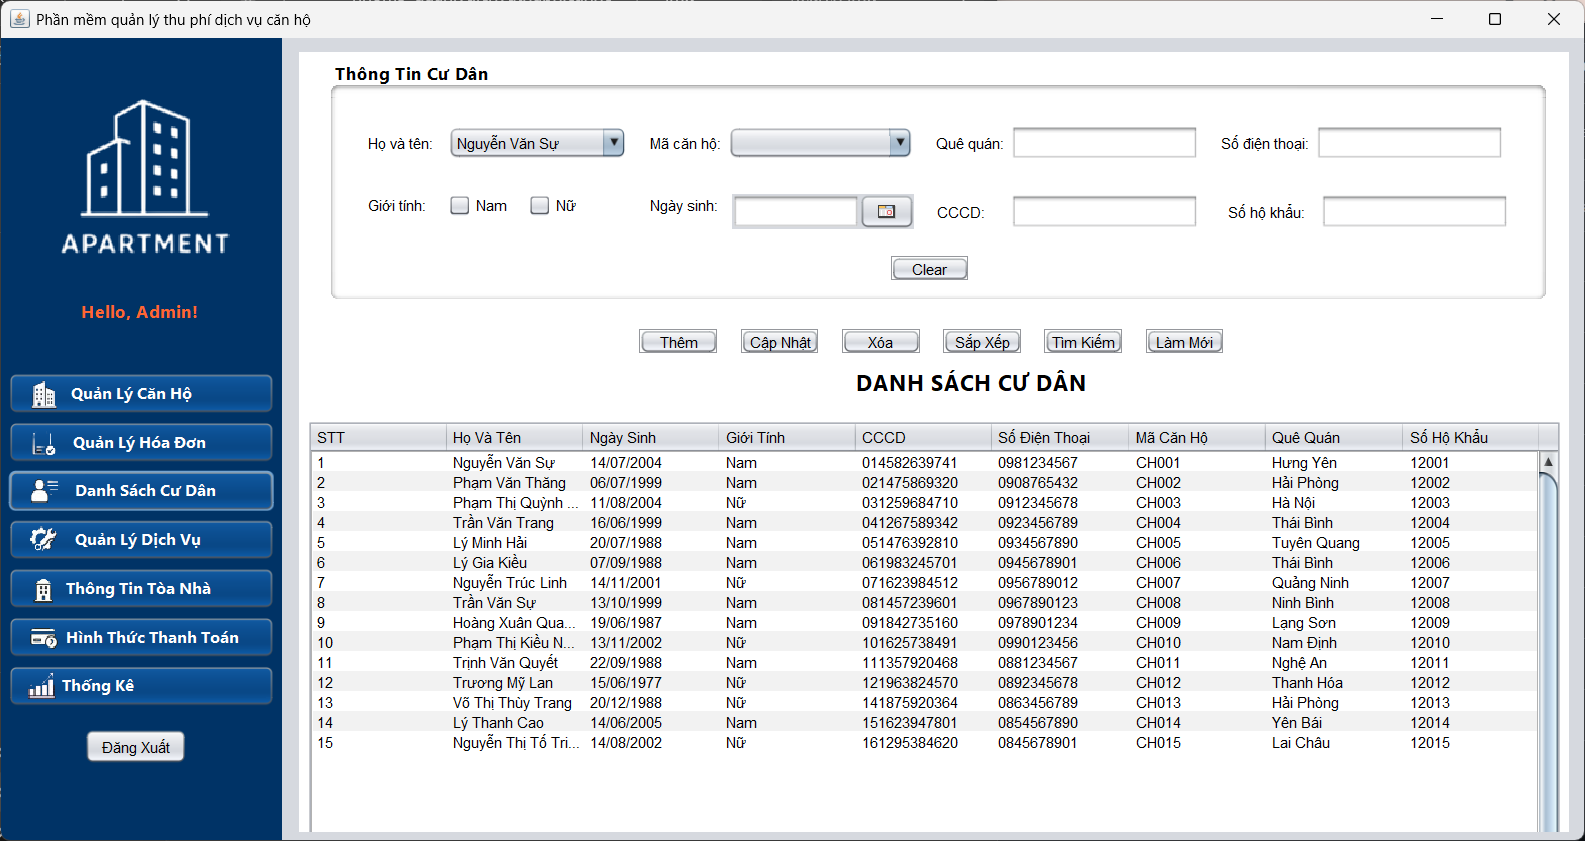 Phần mềm quản lý thu phí dịch vụ căn hộ
APARTMENT
Hello, Admin!
Quản Lý Căn Hộ
Quản Lý Hóa Đơn
Danh Sách Cư Dân
Quản Lý Dịch Vụ
Thông Tin Tòa Nhà
Hình Thức Thanh Toán
Thống Kê
Đăng Xuất
Thông Tin Cư Dân
Họ và tên: Nguyễn Văn Sự Mã căn hộ: Quê quán: Số điện thoại:
Giới tính: Nam Nữ Ngày sinh: CCCD: Số hộ khẩu:
Clear
Thêm Cập Nhật Xóa Sắp Xếp Tìm Kiếm Làm Mới
DANH SÁCH CƯ DÂN
STT Họ Và Tên Ngày Sinh Giới Tính CCCD Số Điện Thoại Mã Căn Hộ Quê Quán Số Hộ Khẩu
1 Nguyễn Văn Sự 14/07/2004 Nam 014582639741 0981234567 CH001 Hưng Yên 12001
2 Phạm Văn Thăng 06/07/1999 Nam 021475869320 0908765432 CH002 Hải Phòng 12002
3 Phạm Thị Quỳnh ... 11/08/2004 Nữ 031259684710 0912345678 CH003 Hà Nội 12003
4 Trần Văn Trang 16/06/1999 Nam 041267589342 0923456789 CH004 Thái Bình 12004
5 Lý Minh Hải 20/07/1988 Nam 051476392810 0934567890 CH005 Tuyên Quang 12005
6 Lý Gia Kiều 07/09/1988 Nam 061983245701 0945678901 CH006 Thái Bình 12006
7 Nguyễn Trúc Linh 14/11/2001 Nữ 071623984512 0956789012 CH007 Quảng Ninh 12007
8 Trần Văn Sự 13/10/1999 Nam 081457239601 0967890123 CH008 Ninh Bình 12008
9 Hoàng Xuân Qua... 19/06/1987 Nam 091842735160 0978901234 CH009 Lạng Sơn 12009
10 Phạm Thị Kiều N... 13/11/2002 Nữ 101625738491 0990123456 CH010 Nam Định 12010
11 Trịnh Văn Quyết 22/09/1988 Nam 111357920468 0881234567 CH011 Nghệ An 12011
12 Trương Mỹ Lan 15/06/1977 Nữ 121963824570 0892345678 CH012 Thanh Hóa 12012
13 Võ Thị Thùy Trang 20/12/1988 Nữ 141875920364 0863456789 CH013 Hải Phòng 12013
14 Lý Thanh Cao 14/06/2005 Nam 151623947801 0854567890 CH014 Yên Bái 12014
15 Nguyễn Thị Tố Tri... 14/08/2002 Nữ 161295384620 0845678901 CH015 Lai Châu 12015